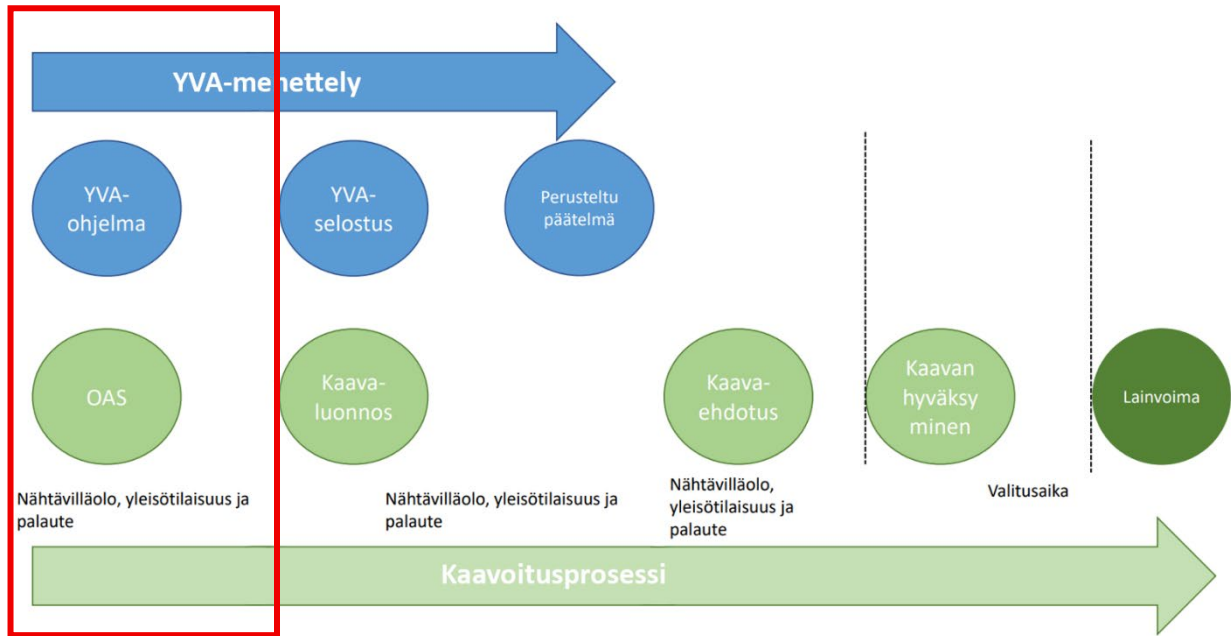 YVA-menettely
YVA-
ohjelma
YVA-
selostus
Perusteltu
päätelmä
OAS
Kaava-
luonnos
Kaava-
ehdotus
Kaavan
hyväksy
minen
Lainvoima
Nähtävilläolo, yleisötilaisuus ja
palaute
Nähtävilläolo, yleisötilaisuus ja
palaute
Nähtävilläolo,
yleisötilaisuus ja
palaute
Valitusaika
Kaavoitusprosessi